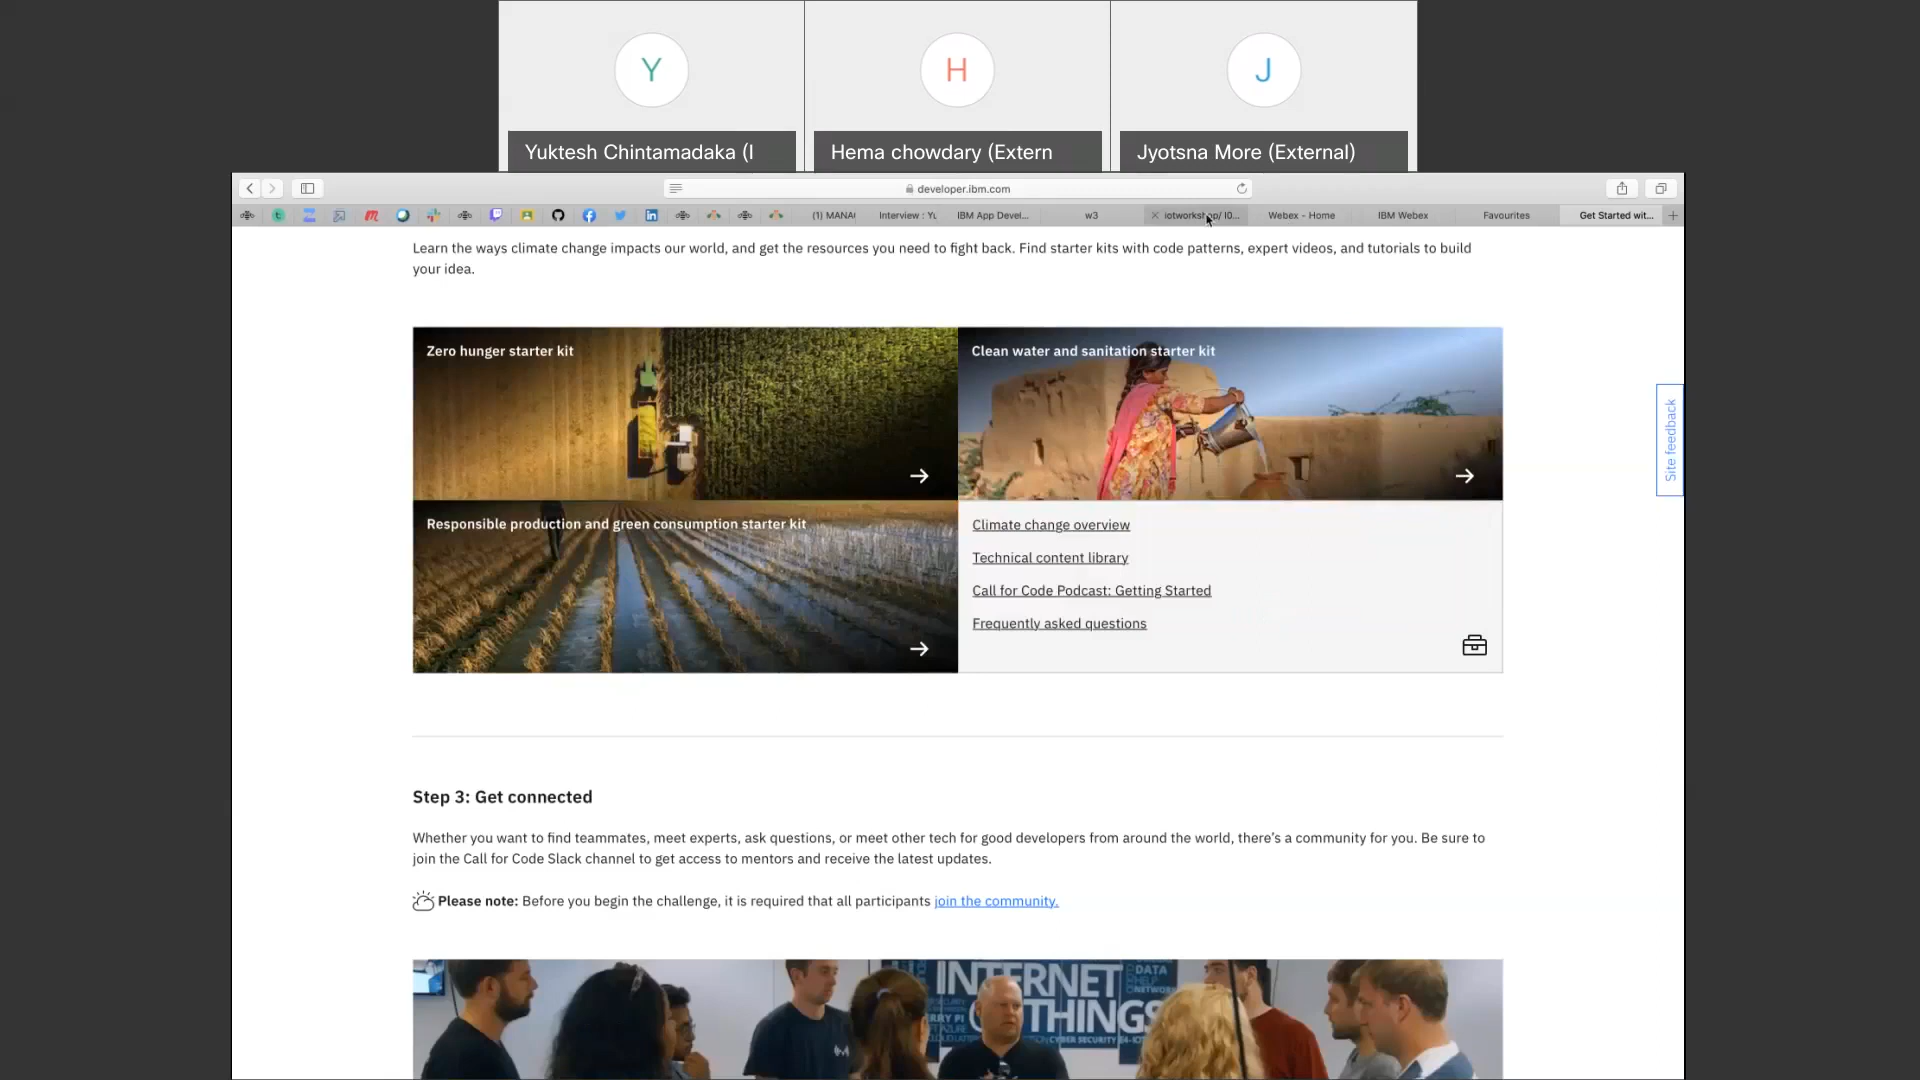 Y
H
J
Yuktesh Chintamadaka (I
Hema chowdary (Extern
Jyotsna More (External)
developer.ibm.com
(1) MANA
Interview : Yu
IBM App Devel...
w3
iotworkshop/ I0...
Webex - Home
IBM Webex
Favourites
Get Started wit...
Learn the ways climate change impacts our world, and get the resources you need to fight back. Find starter kits with code patterns, expert videos, and tutorials to build
your idea.
Zero hunger starter kit
Clean water and sanitation starter kit
Site feedback
Responsible production and green consumption starter kit
Climate change overview
Technical content library
Call for Code Podcast: Getting Started
Frequently asked questions
Step 3: Get connected
Whether you want to find teammates, meet experts, ask questions, or meet other tech for good developers from around the world, there's a community for you. Be sure to
join the Call for Code Slack channel to get access to mentors and receive the latest updates.
Please note: Before you begin the challenge, it is required that all participants join the community.
INTERNET
THINGS
DATA
HELP
NETWORK
CYBER SECURITY